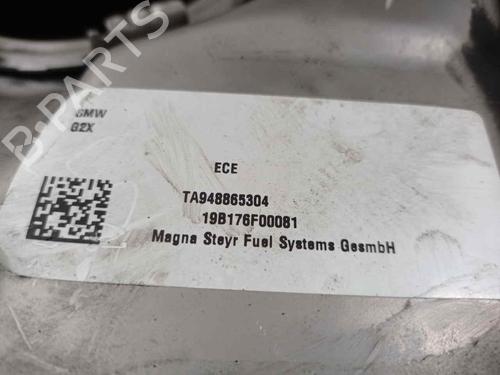 BMW
G2X
ECE
TA948865304
19B176F00081
Magna Steyr Fuel Systems GesmbH
B-PARTS